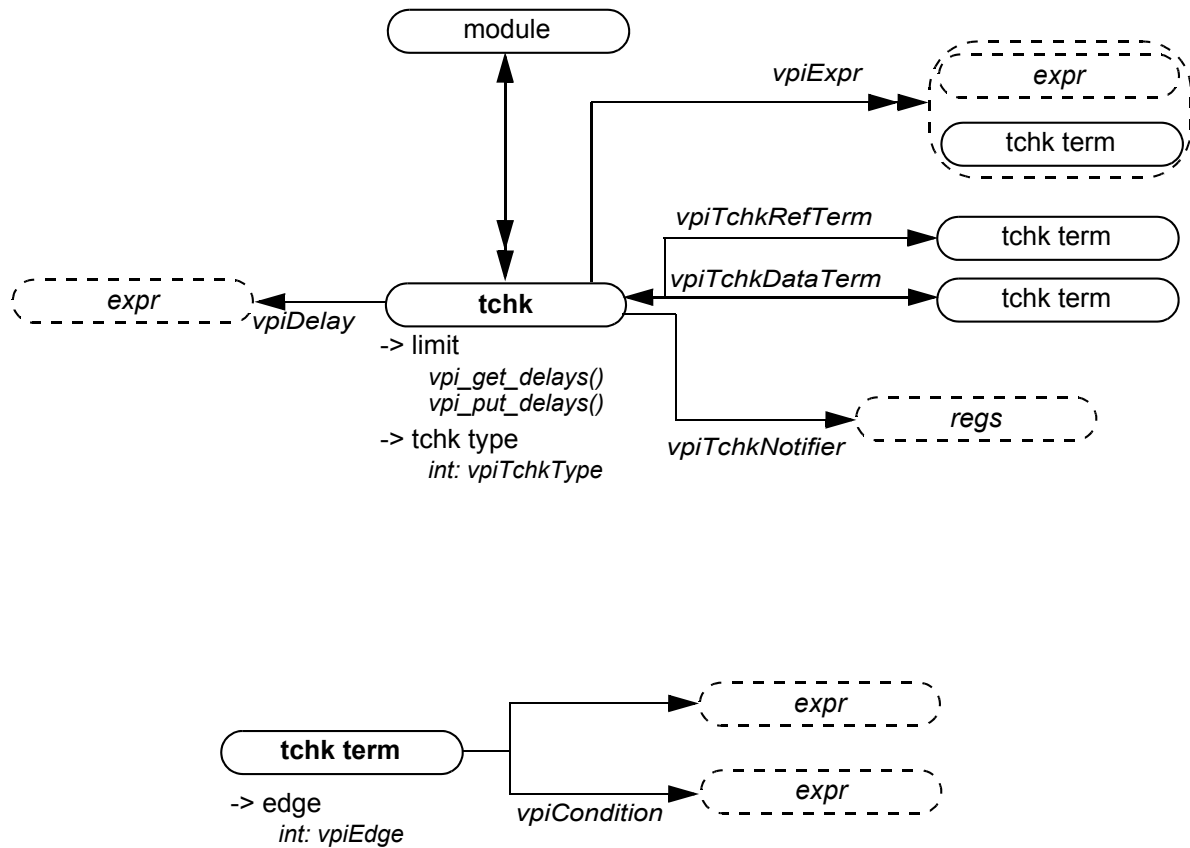 module
vpiExpr
expr
tchk term
vpiTchkRefTerm
tchk term
expr
vpiDelay
tchk
vpiTchkDataTerm
tchk term
-> limit
vpi_get_delays()
vpi_put_delays()
-> tchk type
int: vpiTchkType
vpiTchkNotifier
regs
expr
tchk term
-> edge
int: vpiEdge
vpiCondition
expr